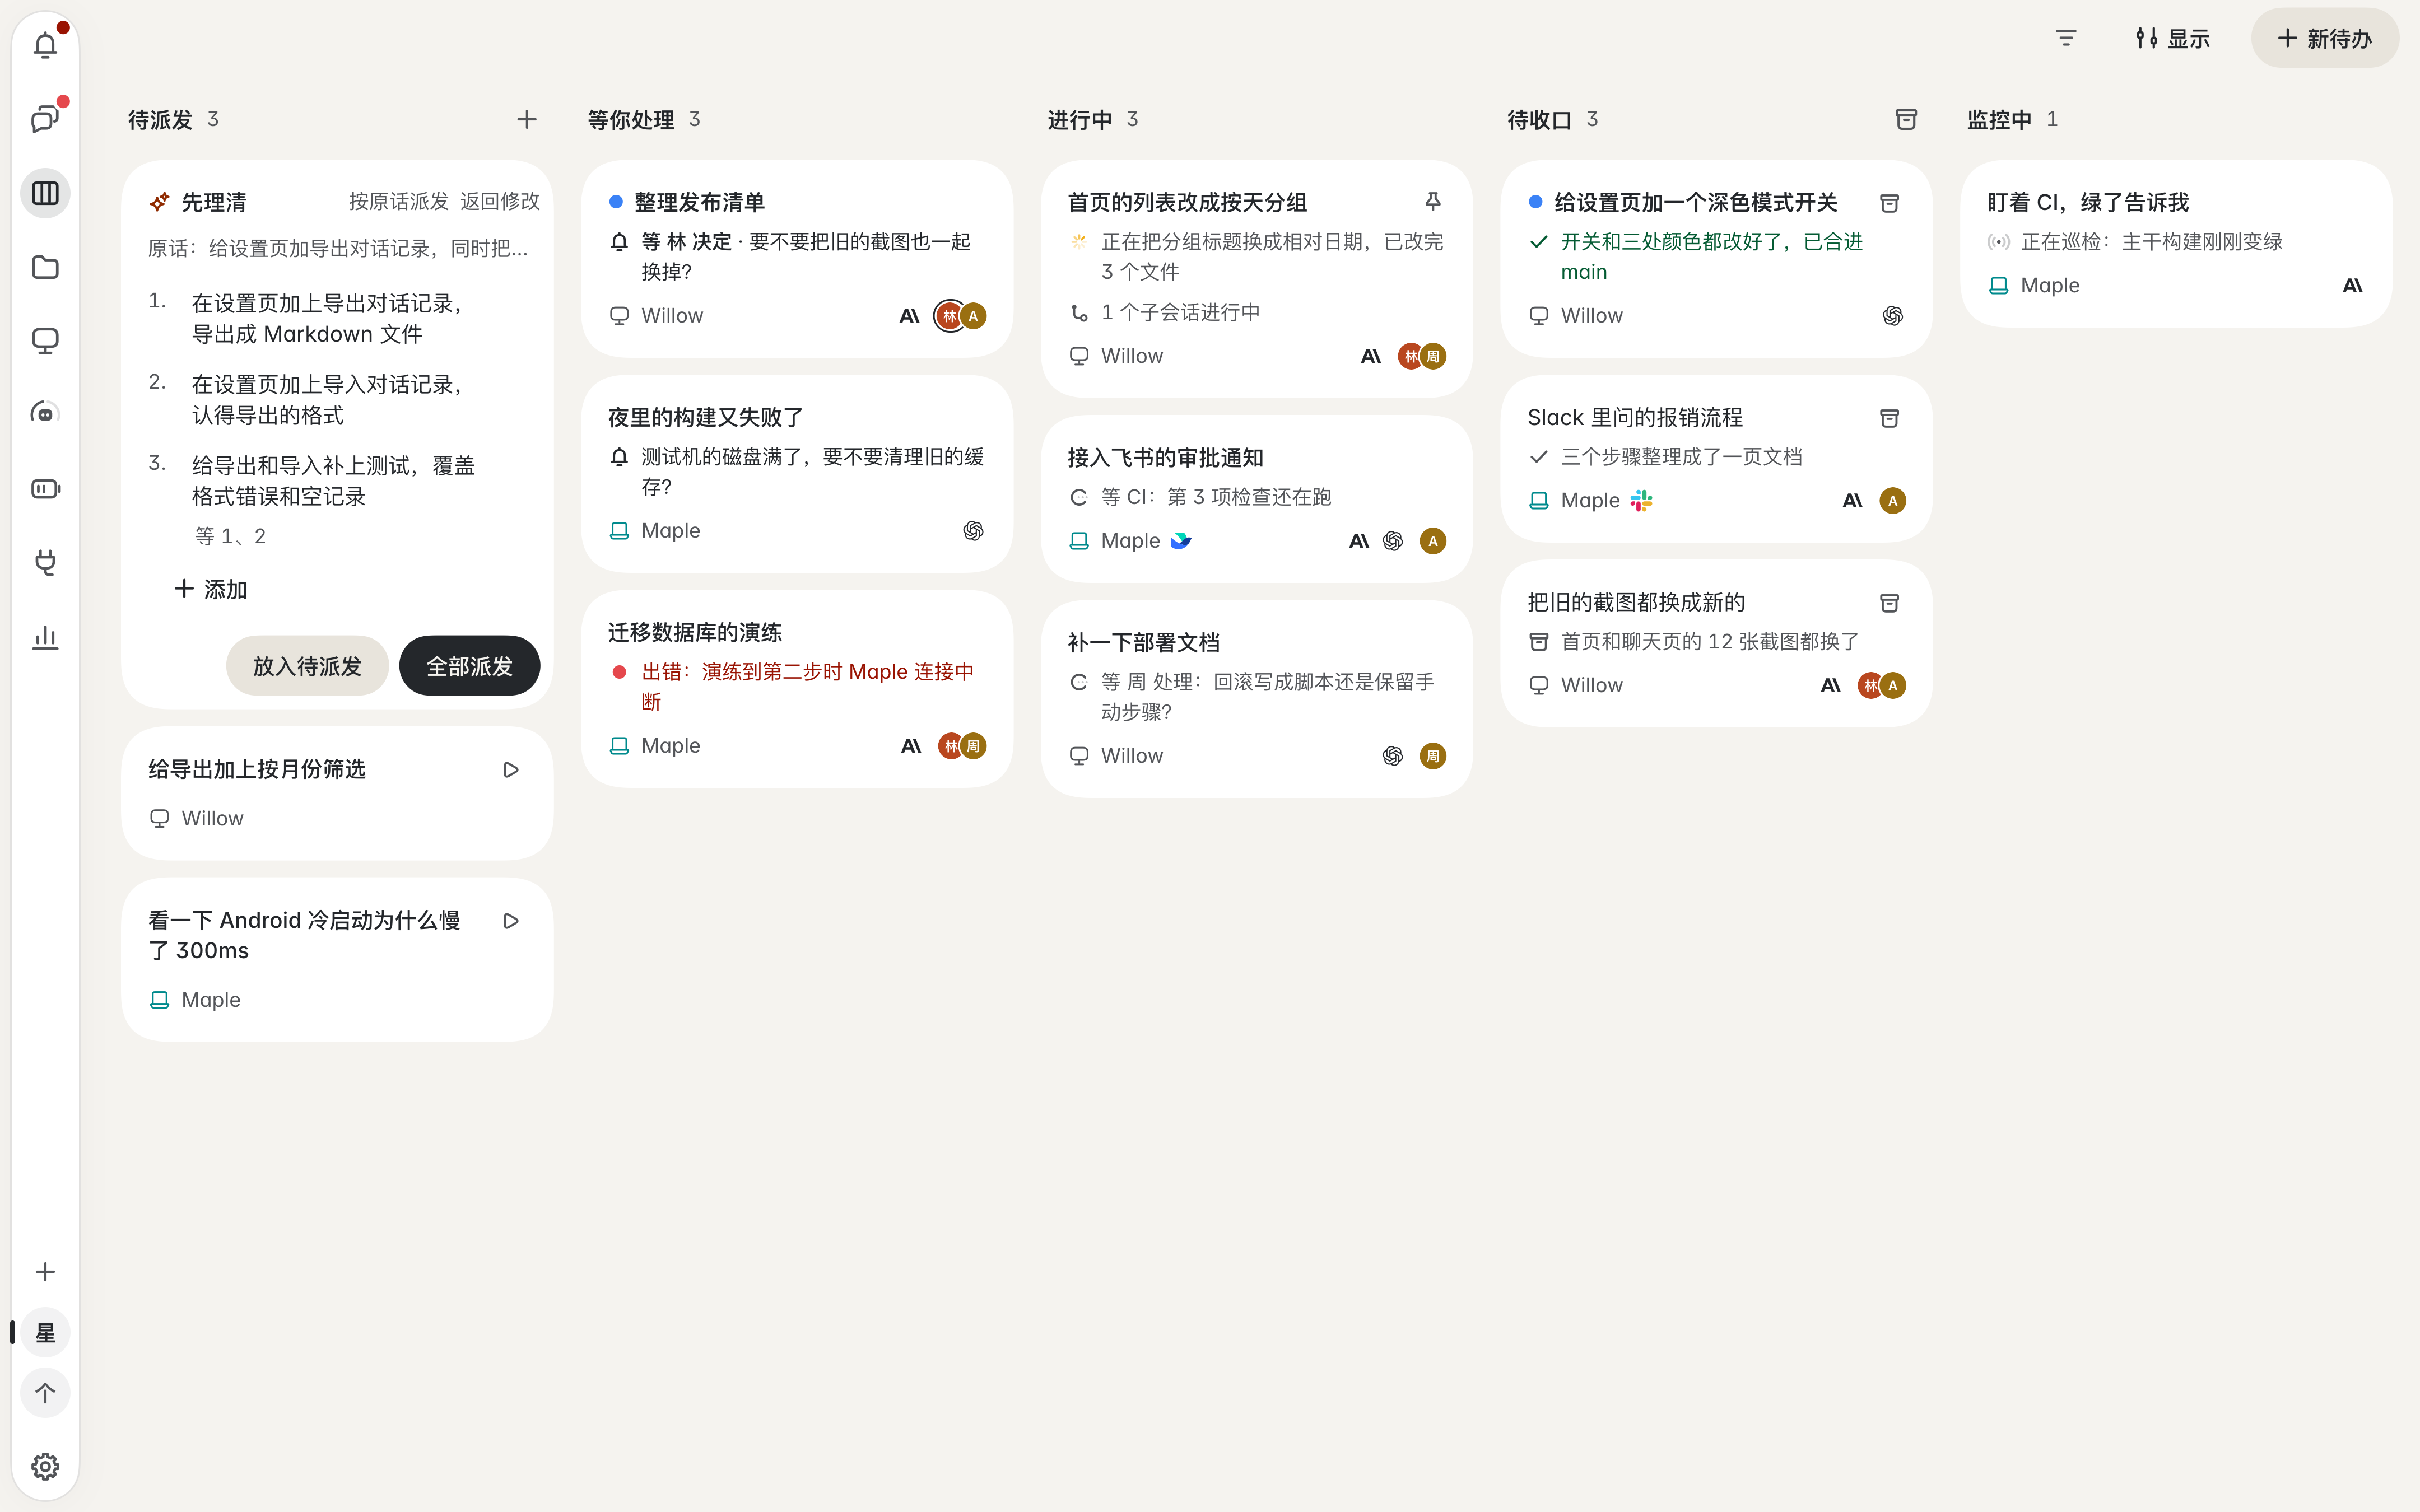 显示
新待办
待派发 3
先理清
按原话派发 返回修改
原话：给设置页加导出对话记录，同时把...
1. 在设置页加上导出对话记录，
导出成 Markdown 文件
2. 在设置页加上导入对话记录，
认得导出的格式
3. 给导出和导入补上测试，覆盖
格式错误和空记录
等 1、2
添加
放入待派发
全部派发
给导出加上按月份筛选
Willow
看一下 Android 冷启动为什么慢
了 300ms
Maple
等你处理 3
整理发布清单
等 林 决定 · 要不要把旧的截图也一起
换掉？
Willow
林 A
夜里的构建又失败了
测试机的磁盘满了，要不要清理旧的缓
存？
Maple
迁移数据库的演练
出错：演练到第二步时 Maple 连接中
断
Maple
林 周
进行中 3
首页的列表改成按天分组
正在把分组标题换成相对日期，已改完
3 个文件
1 个子会话进行中
Willow
林 周
接入飞书的审批通知
等 CI：第 3 项检查还在跑
Maple
A
补一下部署文档
等 周 处理：回滚写成脚本还是保留手
动步骤？
Willow
周
待收口 3
给设置页加一个深色模式开关
开关和三处颜色都改好了，已合进
main
Willow
Slack 里问的报销流程
三个步骤整理成了一页文档
Maple
A
把旧的截图都换成新的
首页和聊天页的 12 张截图都换了
Willow
林 A
监控中 1
盯着 CI，绿了告诉我
正在巡检：主干构建刚刚变绿
Maple
星
个